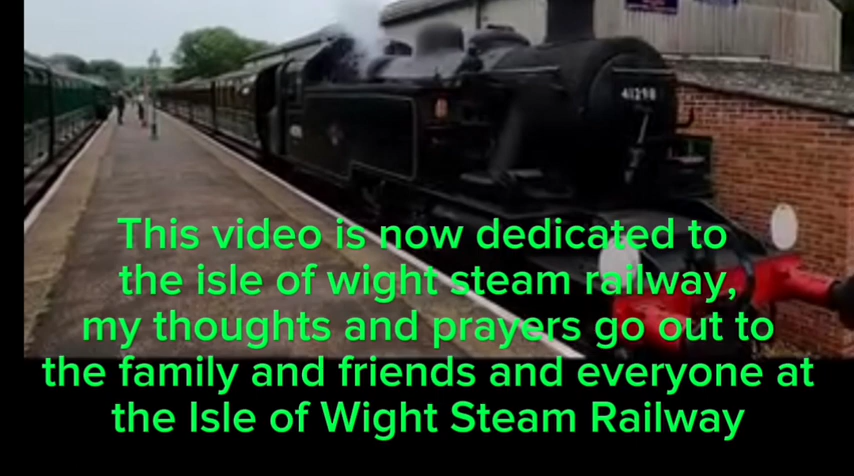 41298
This video is now dedicated to
the isle of wight steam railway,
my thoughts and prayers go out to
the family and friends and everyone at
the Isle of Wight Steam Railway